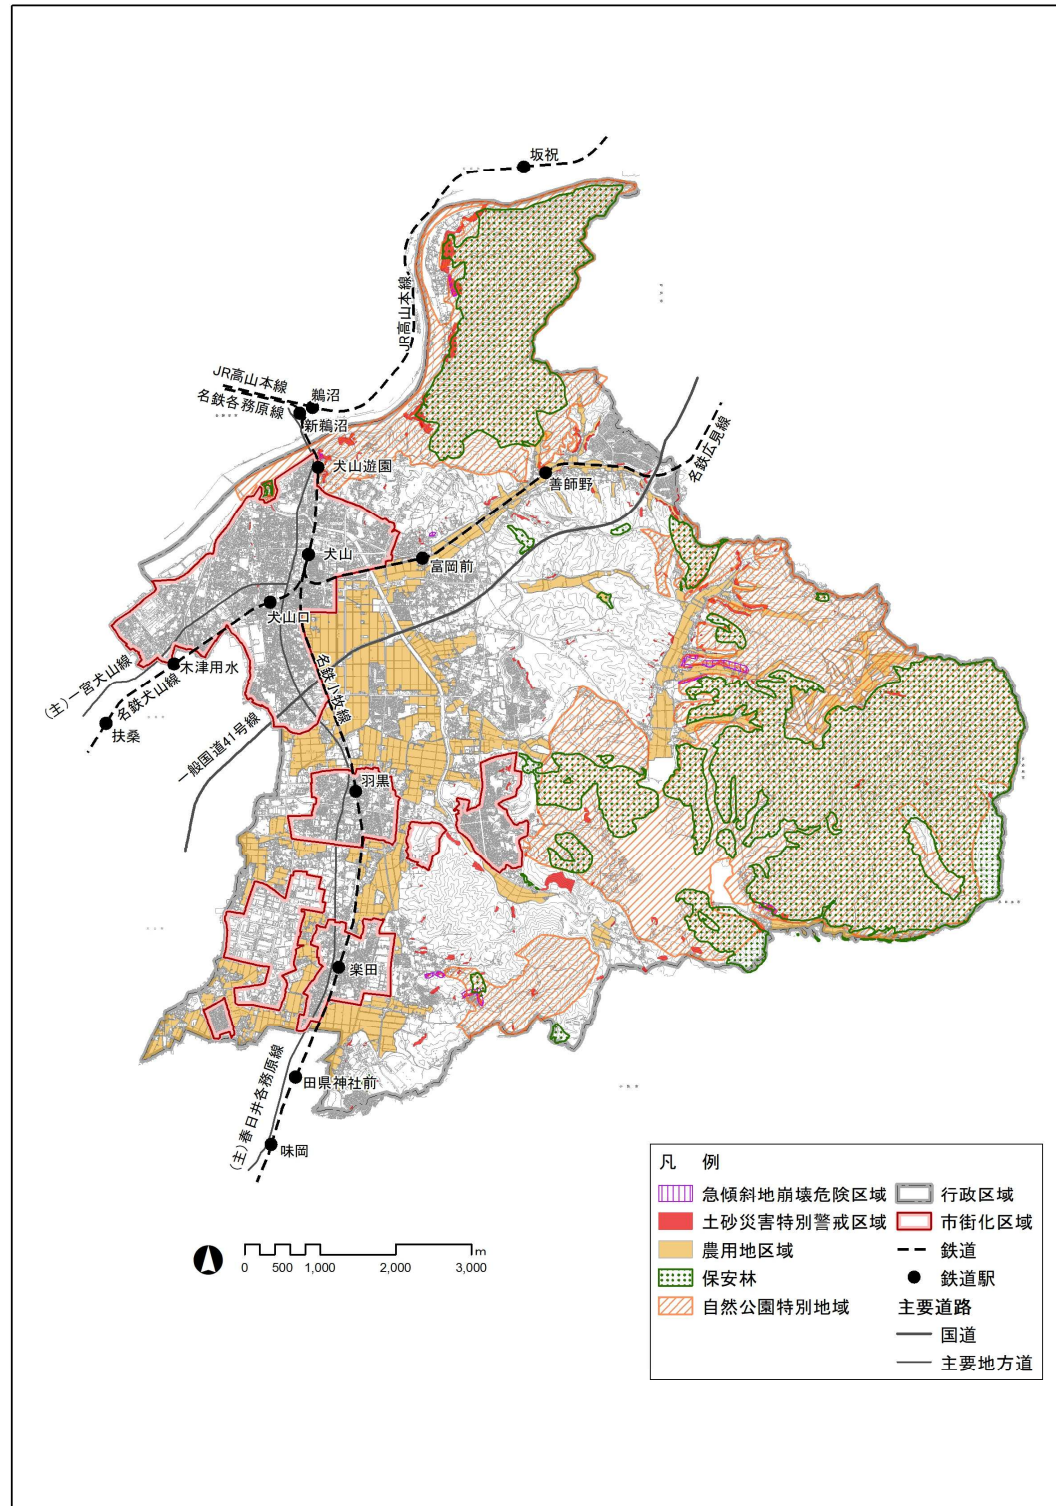 坂祝
JR高山本線
JR高山本線
鵜沼
名鉄各務原線
新鵜沼
犬山遊園
名鉄広見線
善師野
犬山
富岡前
犬山口
木津用水
名鉄小牧線
(主)一宮犬山線
名鉄犬山線
扶桑
一般国道41号線
羽黒
楽田
(主)春日井各務原線
田県神社前
味岡
0 500 1,000 2,000 3,000 m
凡 例
急傾斜地崩壊危険区域
土砂災害特別警戒区域
農用地区域
保安林
自然公園特別地域
行政区域
市街化区域
鉄道
鉄道駅
主要道路
国道
主要地方道